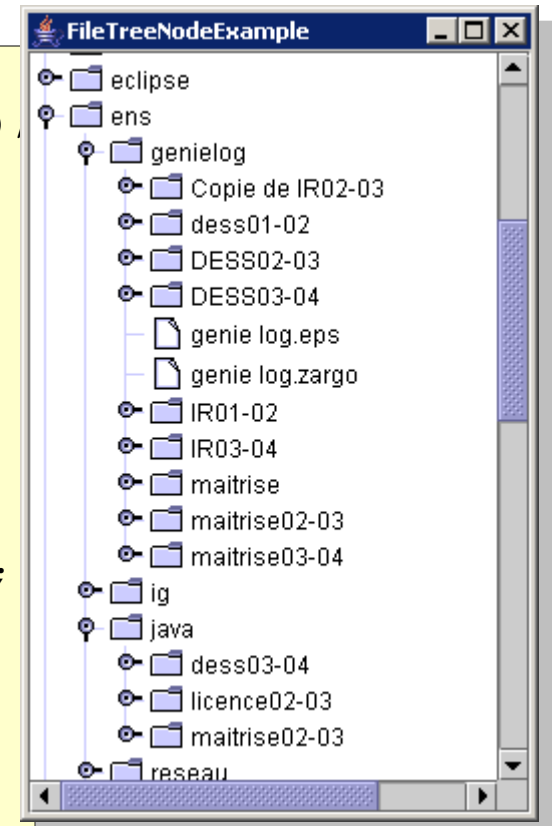 FileTreeNodeExample
eclipse
ens
genielog
Copie de IR02-03
dess01-02
DESS02-03
DESS03-04
genie log.eps
genie log.zargo
IR01-02
IR03-04
maitrise
maitrise02-03
maitrise03-04
ig
java
dess03-04
licence02-03
maitrise02-03
reseau